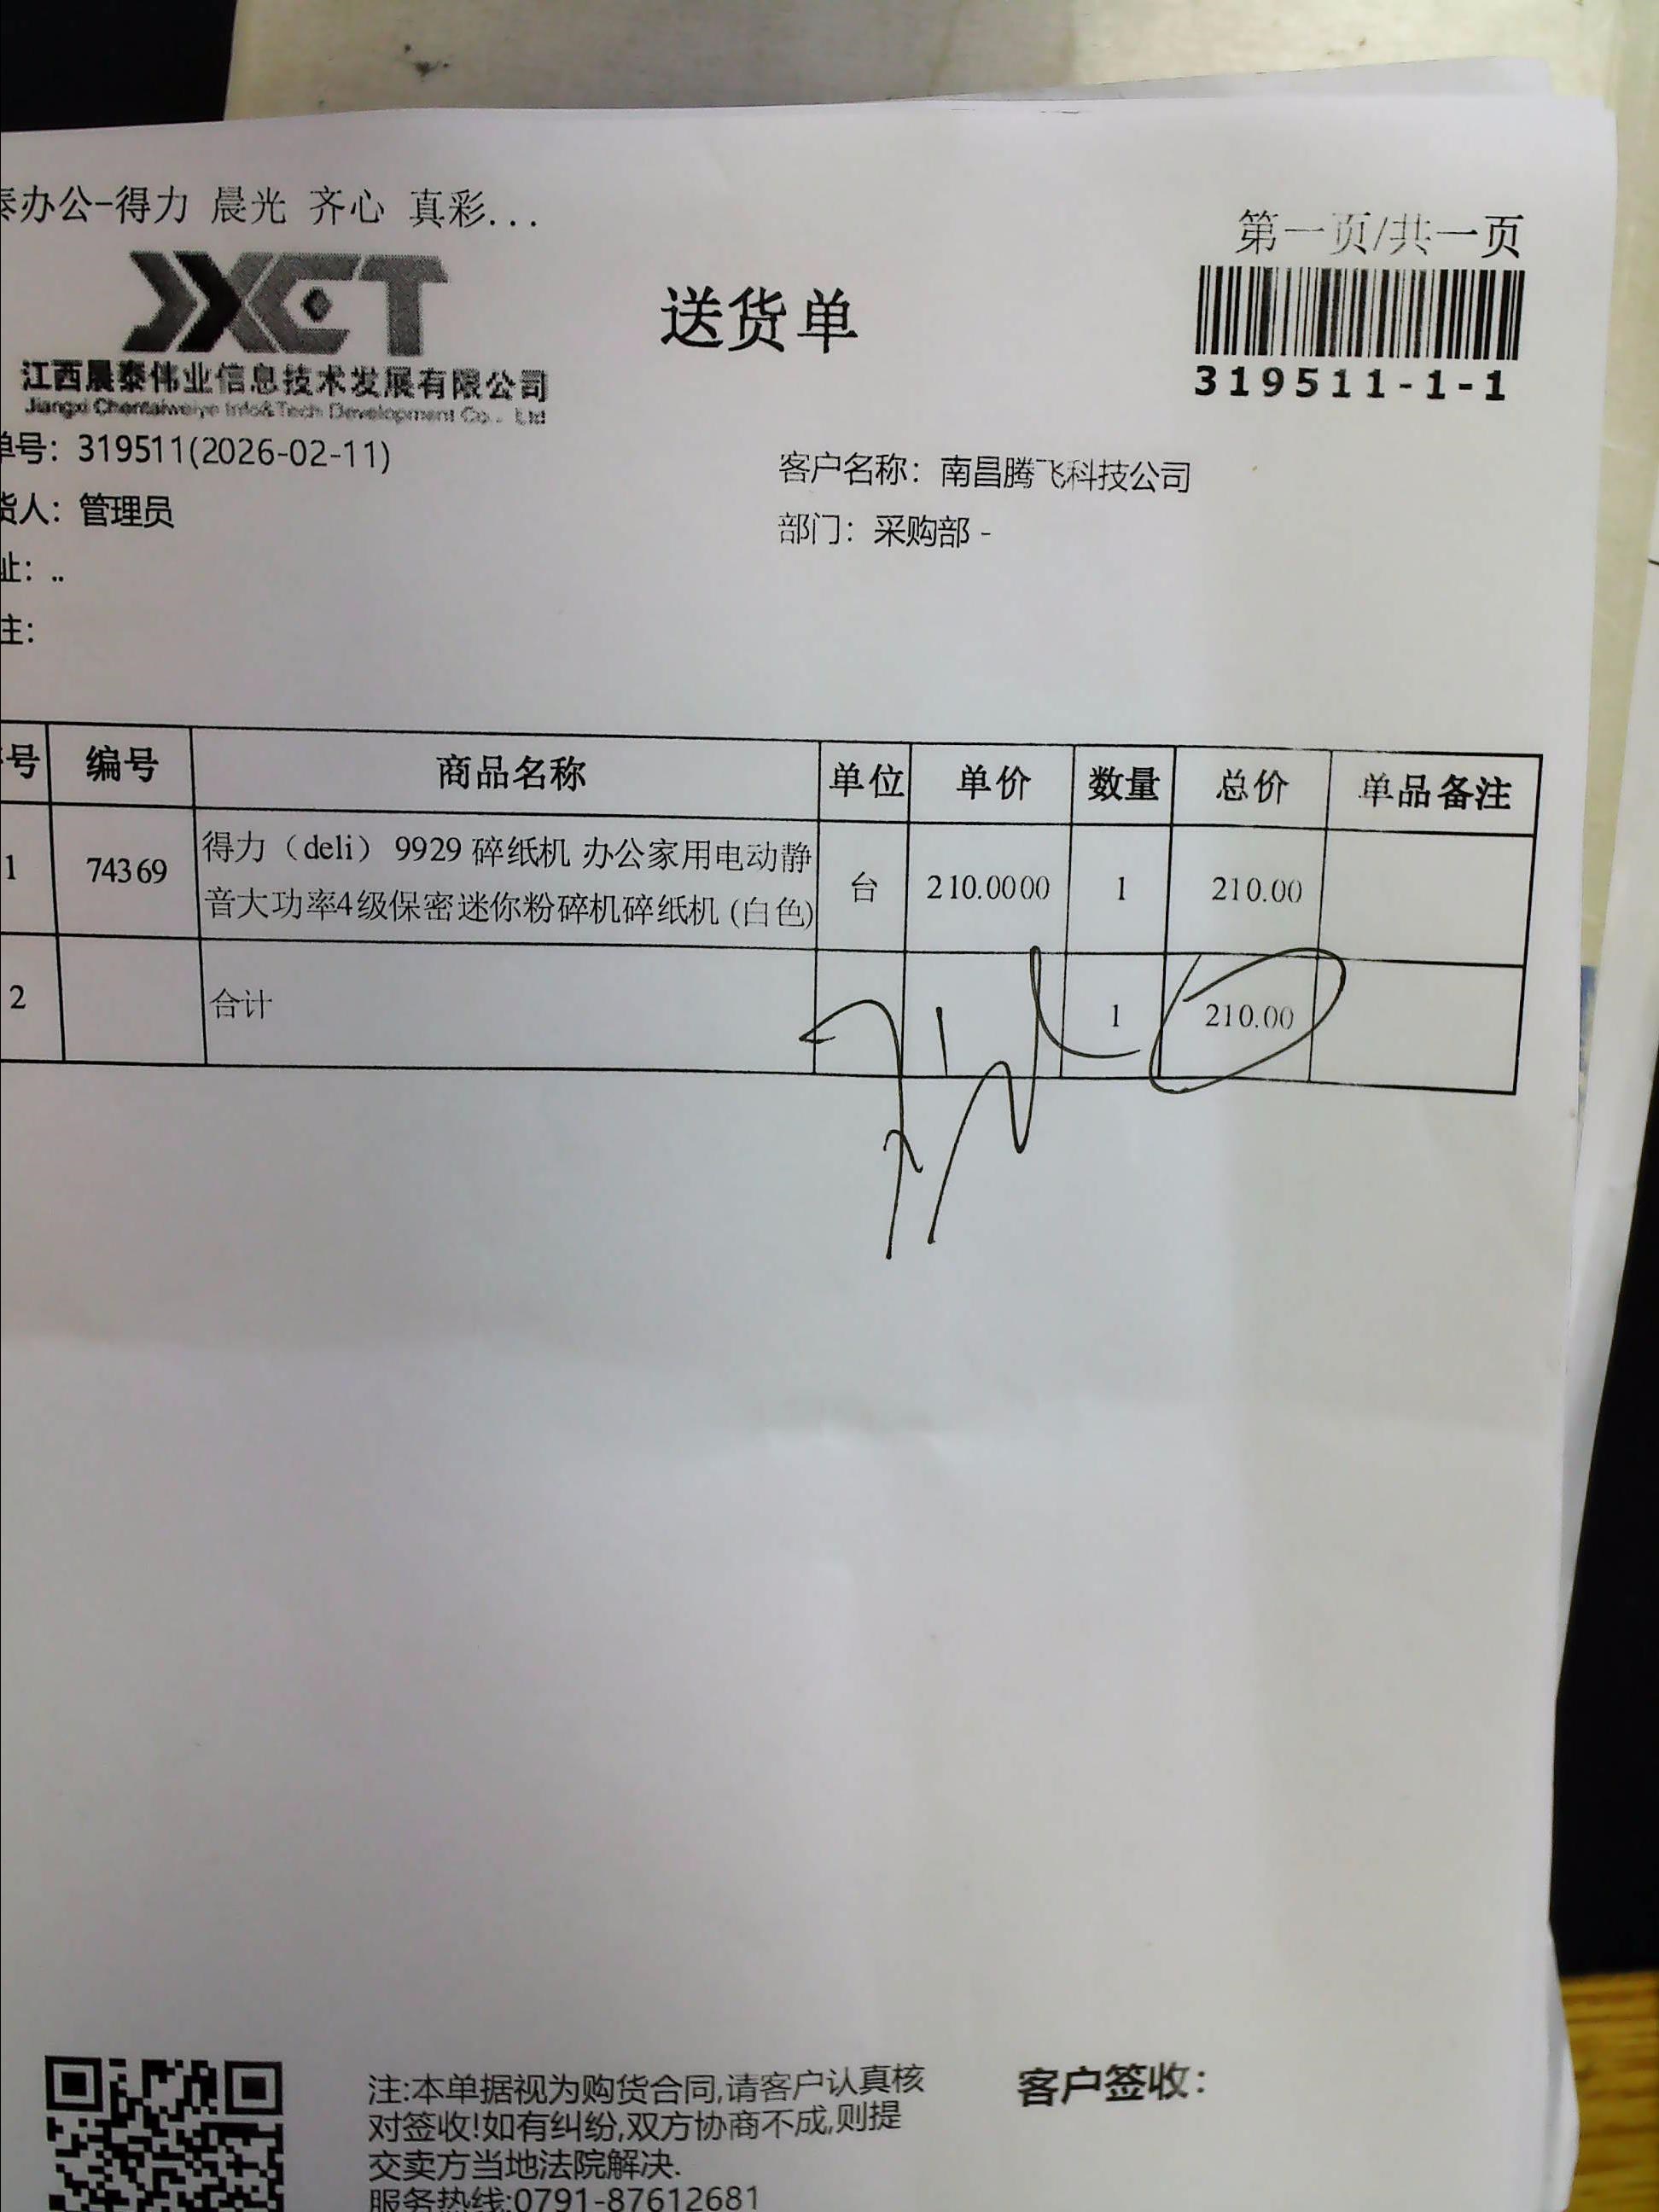 泰办公-得力 晨光 齐心 真彩...
第一页/共一页
JXCT
送货单
319511-1-1
江西晨泰伟业信息技术发展有限公司
Jiangxi Chentaiweiye Info&Tech Development Co., Ltd
单号：319511(2026-02-11)
客户名称：南昌腾飞科技公司
货人：管理员
部门：采购部 -
址：..
注：
号 编号 商品名称 单位 单价 数量 总价 单品备注
1 74369 得力（deli） 9929 碎纸机 办公家用电动静 台 210.0000 1 210.00
音大功率4级保密迷你粉碎机碎纸机 (白色)
2 合计 1 210.00
注:本单据视为购货合同,请客户认真核
对签收!如有纠纷,双方协商不成,则提
交卖方当地法院解决.
服务热线:0791-87612681
客户签收：